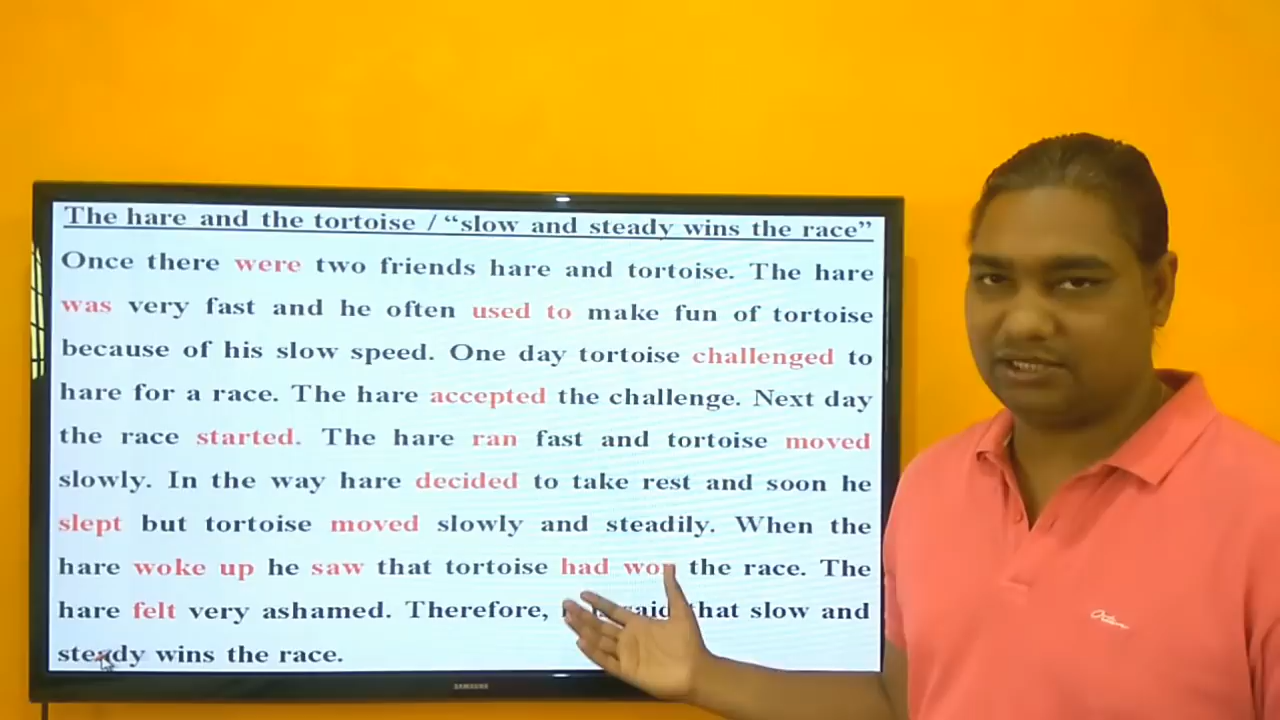 The hare and the tortoise / “slow and steady wins the race”
Once there were two friends hare and tortoise. The hare
was very fast and he often used to make fun of tortoise
because of his slow speed. One day tortoise challenged to
hare for a race. The hare accepted the challenge. Next day
the race started. The hare ran fast and tortoise moved
slowly. In the way hare decided to take rest and soon he
slept but tortoise moved slowly and steadily. When the
hare woke up he saw that tortoise had won the race. The
hare felt very ashamed. Therefore, said that slow and
steady wins the race.
SAMSUNG